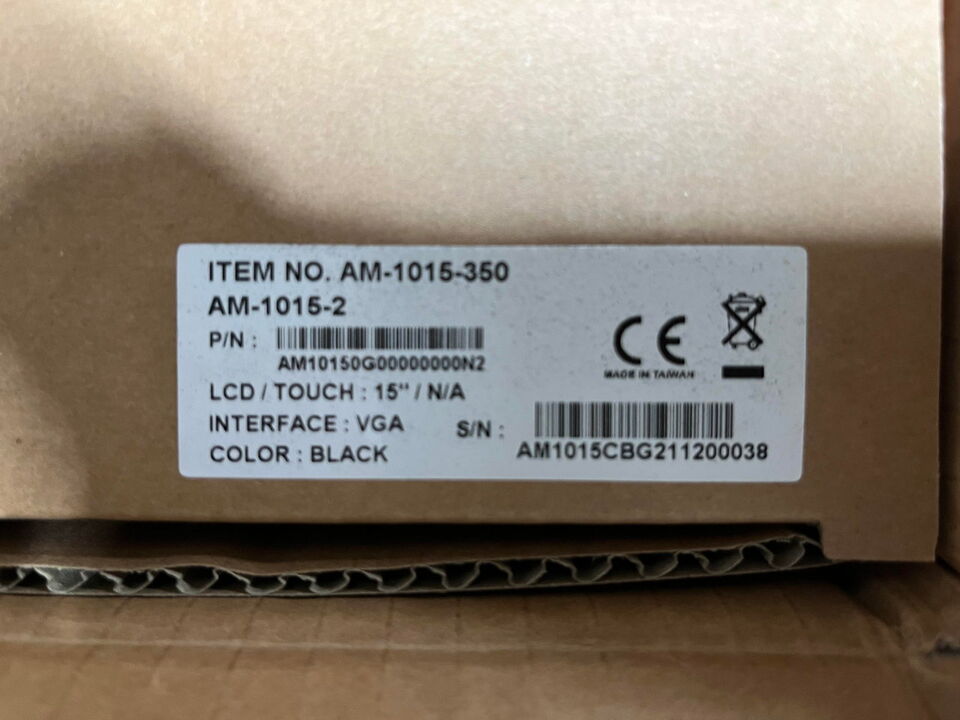 ITEM NO. AM-1015-350
AM-1015-2
P/N :
AM10150G00000000N2
LCD / TOUCH : 15" / N/A
INTERFACE : VGA
COLOR : BLACK
CE
MADE IN TAIWAN
S/N :
AM1015CBG211200038